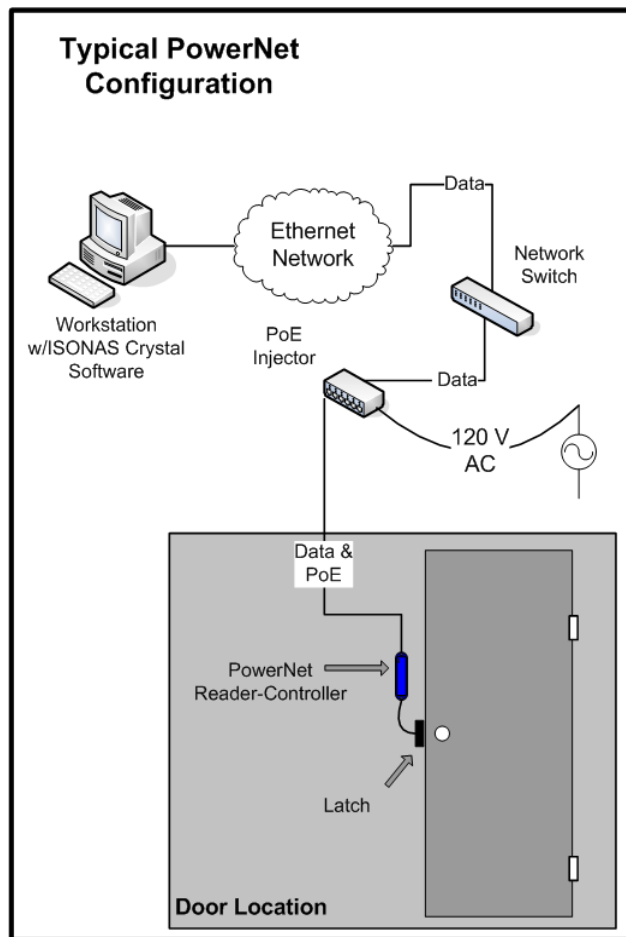 Typical PowerNet
Configuration
Data
Ethernet
Network
Network
Switch
Workstation
w/ISONAS Crystal
Software
PoE
Injector
Data
120 V
AC
Data &
PoE
PowerNet
Reader-Controller
Latch
Door Location